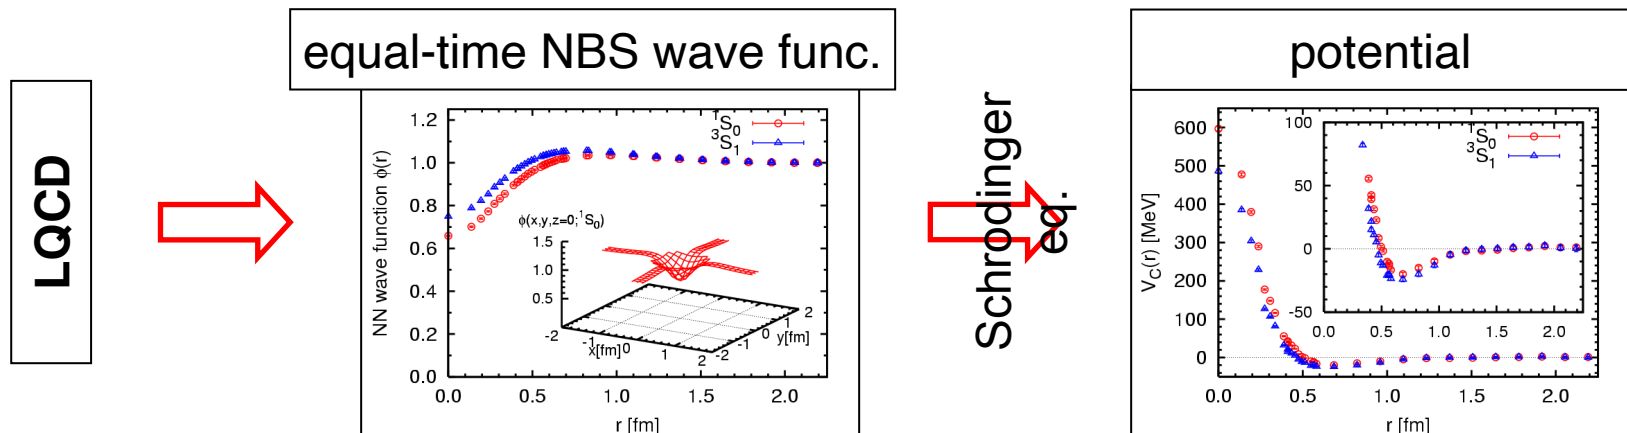 LQCD
equal-time NBS wave func.
NN wave function ϕ(r)
1.2
1.0
0.8
0.6
0.4
0.2
0.0
¹S₀
³S₁
ϕ(x,y,z=0;¹S₀)
1.5
1.0
0.5
-2 -1 0 1 2
x[fm]
-2 -1 0 1 2
y[fm]
0.0 0.5 1.0 1.5 2.0
r [fm]
Schrodinger
eq.
potential
V_C(r) [MeV]
600
500
400
300
200
100
0
100
50
0
-50
¹S₀
³S₁
0.0 0.5 1.0 1.5 2.0
0.0 0.5 1.0 1.5 2.0
r [fm]